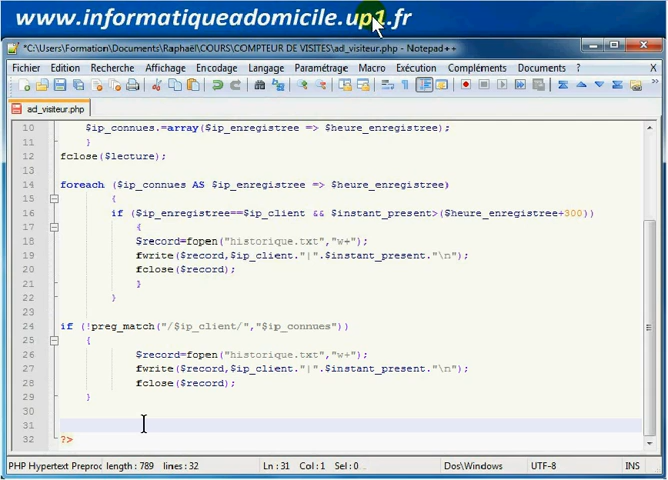 www.informatiqueadomicile.up1.fr
*C:\Users\Formation\Documents\Raphaël\COURS\COMPTEUR DE VISITES\ad_visiteur.php - Notepad++
Fichier Edition Recherche Affichage Encodage Langage Paramétrage Macro Exécution Compléments Documents ? X
ad_visiteur.php
10 $ip_connues.=array($ip_enregistree => $heure_enregistree);
11 }
12 fclose($lecture);
13
14 foreach ($ip_connues AS $ip_enregistree => $heure_enregistree)
15 {
16 if ($ip_enregistree==$ip_client && $instant_present>($heure_enregistree+300))
17 {
18 $record=fopen("historique.txt","w+");
19 fwrite($record,$ip_client."|".$instant_present."\n");
20 fclose($record);
21 }
22 }
23
24 if (!preg_match("/$ip_client/","$ip_connues"))
25 {
26 $record=fopen("historique.txt","w+");
27 fwrite($record,$ip_client."|".$instant_present."\n");
28 fclose($record);
29 }
30
31
32 ?>
PHP Hypertext Preproc length : 789 lines : 32 Ln : 31 Col : 1 Sel : 0 Dos\Windows UTF-8 INS